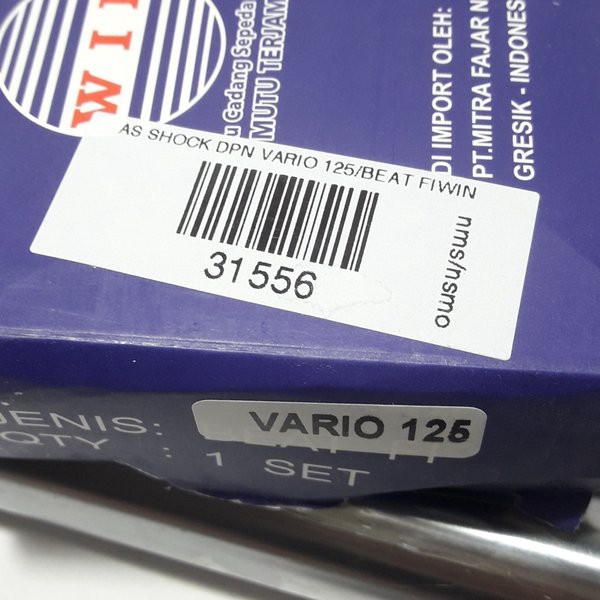 WI
u Cadang Sepeda
MUTU TERJAM
DI IMPORT OLEH:
PT.MITRA FAJAR N
GRESIK - INDONES
AS SHOCK DPN VARIO 125/BEAT FIWIN
31556
nms/nsmo
JENIS: VARIO 125
QTY : 1 SET